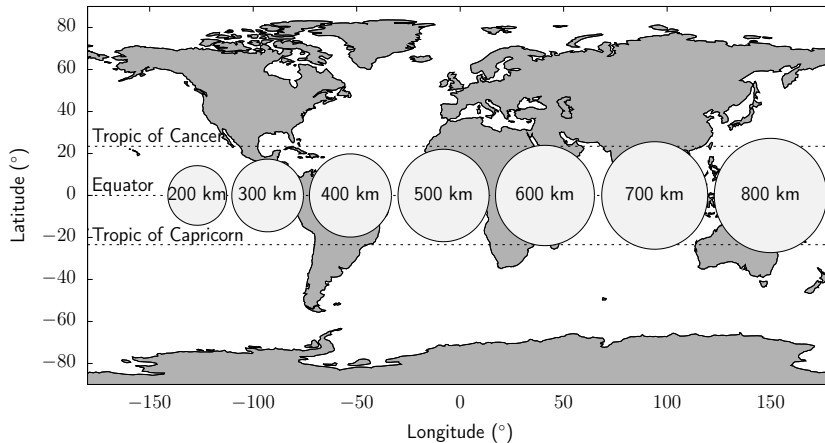 80
60
40
20
0
−20
−40
−60
−80
Latitude (°)
Tropic of Cancer
Equator
Tropic of Capricorn
200 km
300 km
400 km
500 km
600 km
700 km
800 km
−150
−100
−50
0
50
100
150
Longitude (°)